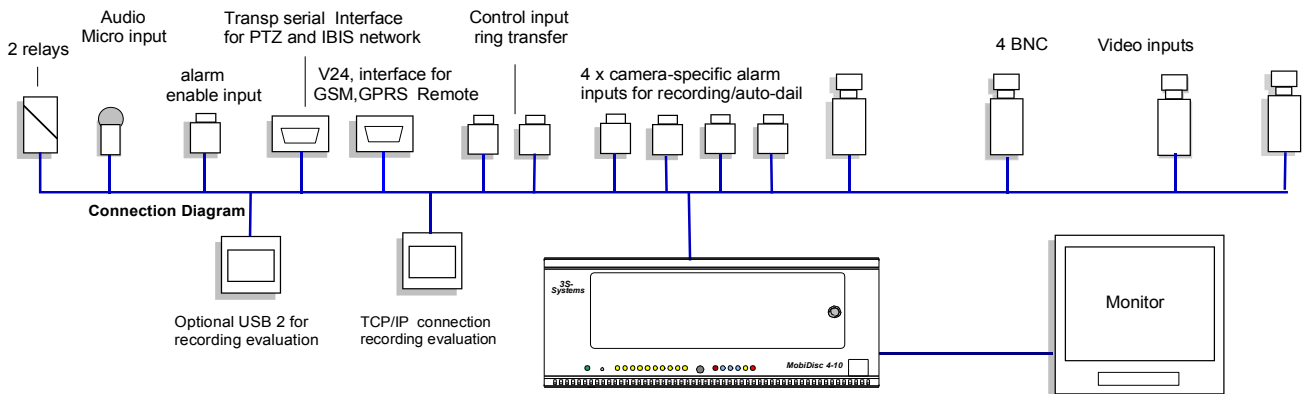 2 relays
Audio
Micro input
alarm
enable input
Transp serial Interface
for PTZ and IBIS network
V24, interface for
GSM,GPRS Remote
Control input
ring transfer
4 x camera-specific alarm
inputs for recording/auto-dail
4 BNC
Video inputs
Connection Diagram
Optional USB 2 for
recording evaluation
TCP/IP connection
recording evaluation
3S-
Systems
MobiDisc 4-10
Monitor